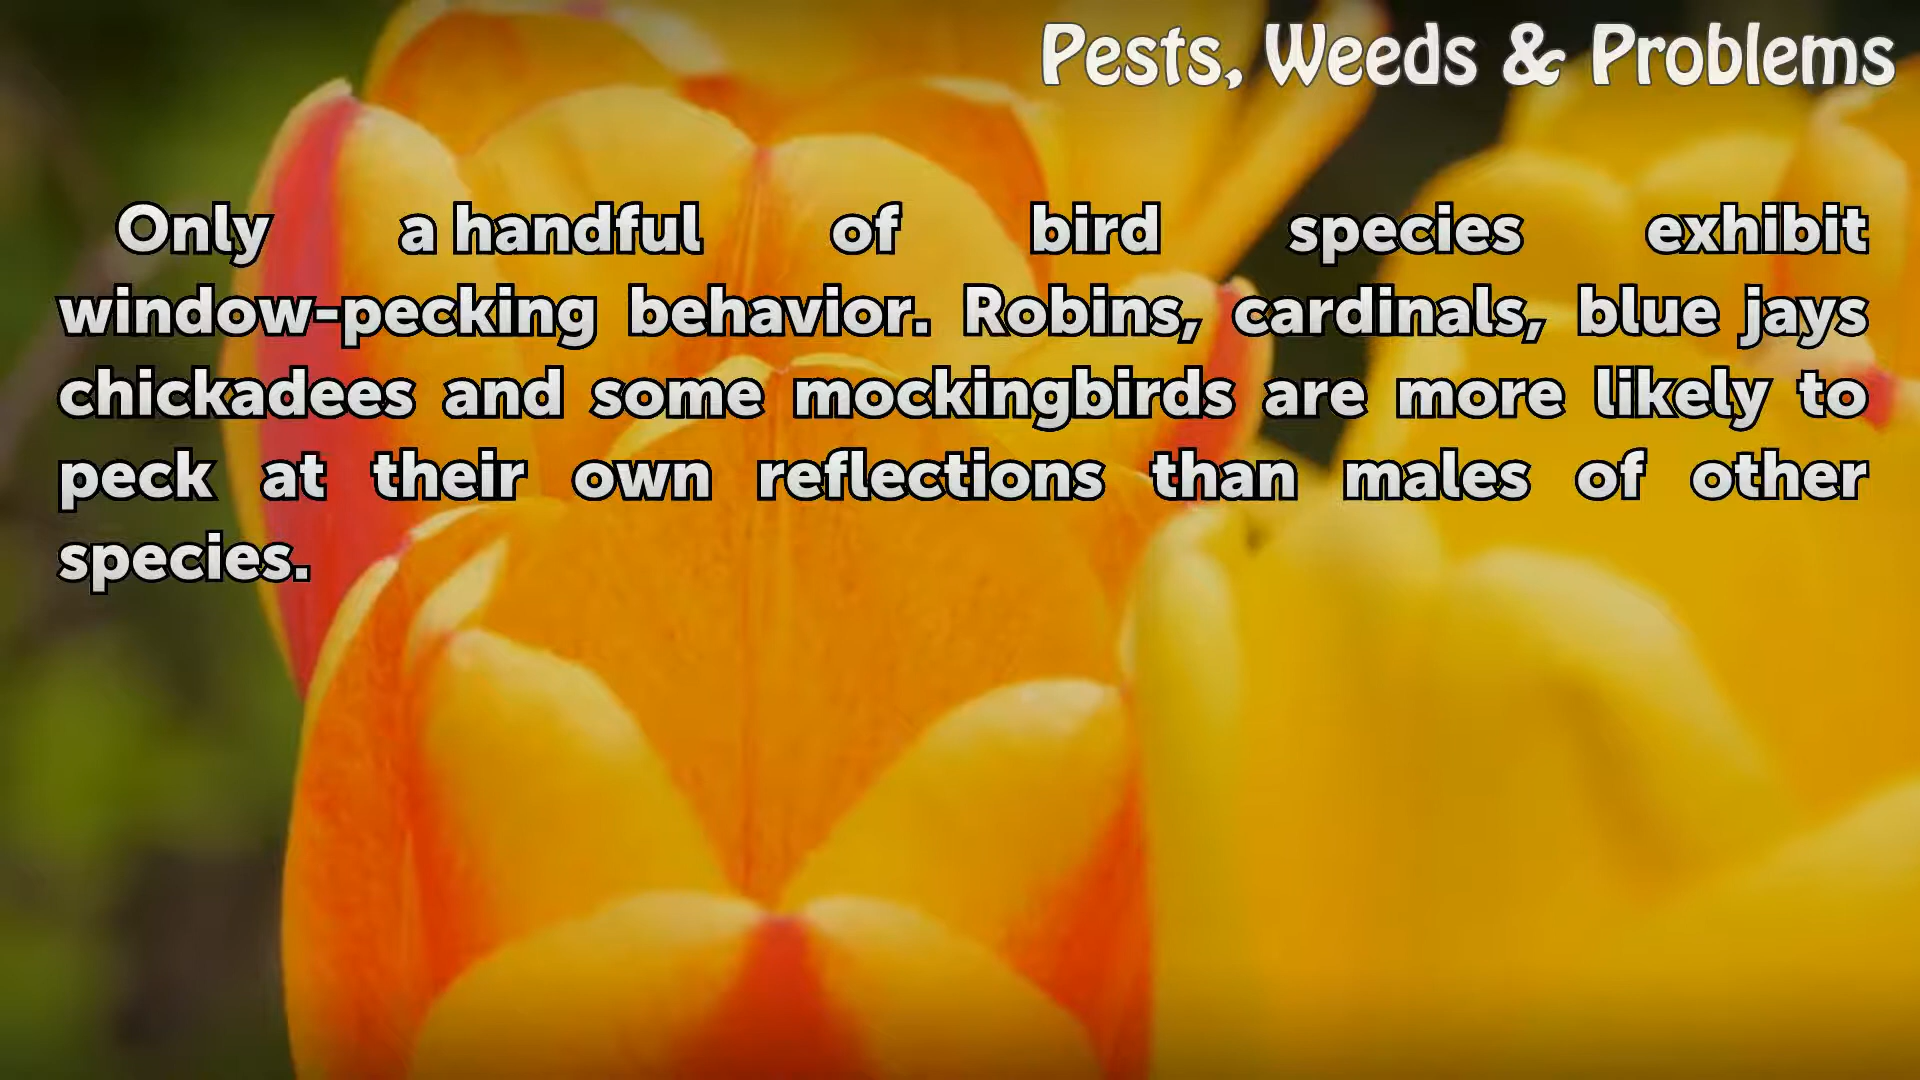 Pests, Weeds & Problems
Only a handful of bird species exhibit
window-pecking behavior. Robins, cardinals, blue jays
chickadees and some mockingbirds are more likely to
peck at their own reflections than males of other
species.